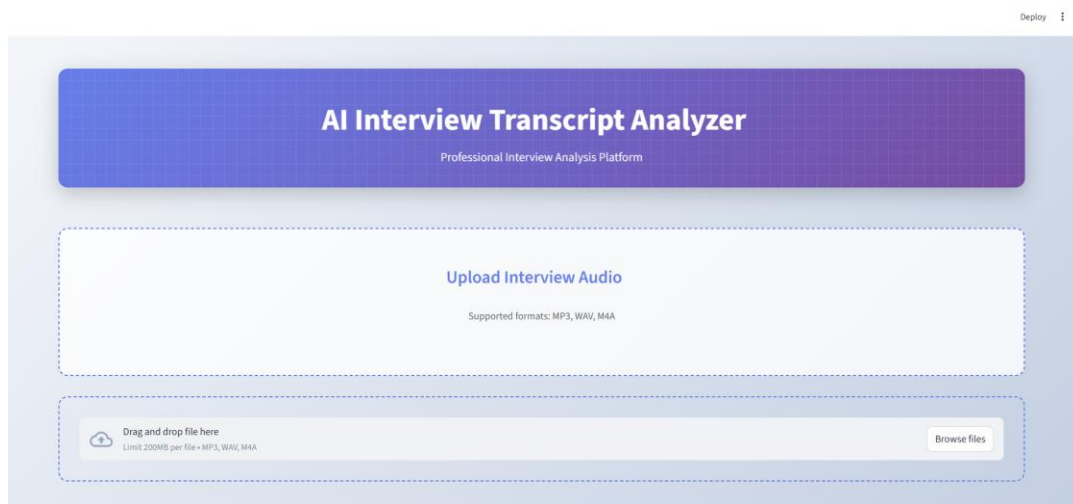 Deploy
AI Interview Transcript Analyzer
Professional Interview Analysis Platform
Upload Interview Audio
Supported formats: MP3, WAV, M4A
Drag and drop file here
Limit 200MB per file • MP3, WAV, M4A
Browse files